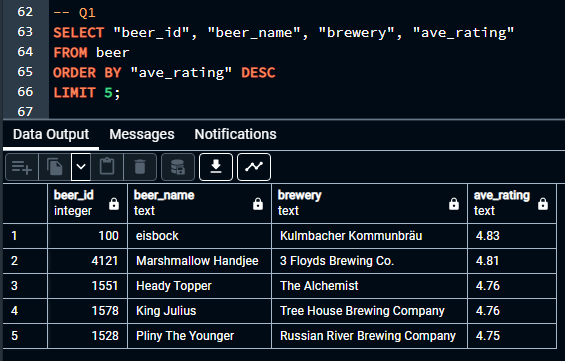 62 -- Q1
63 SELECT "beer_id", "beer_name", "brewery", "ave_rating"
64 FROM beer
65 ORDER BY "ave_rating" DESC
66 LIMIT 5;
67
Data Output Messages Notifications
beer_id beer_name brewery ave_rating
integer text text text
1 100 eisbock Kulmbacher Kommunbräu 4.83
2 4121 Marshmallow Handjee 3 Floyds Brewing Co. 4.81
3 1551 Heady Topper The Alchemist 4.76
4 1578 King Julius Tree House Brewing Company 4.76
5 1528 Pliny The Younger Russian River Brewing Company 4.75